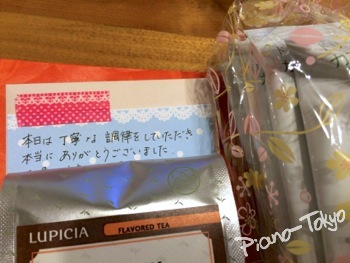 本日は丁寧な調律をしていただき
本当にありがとうございました
LUPICIA
FLAVORED TEA
Piano-Tokyo